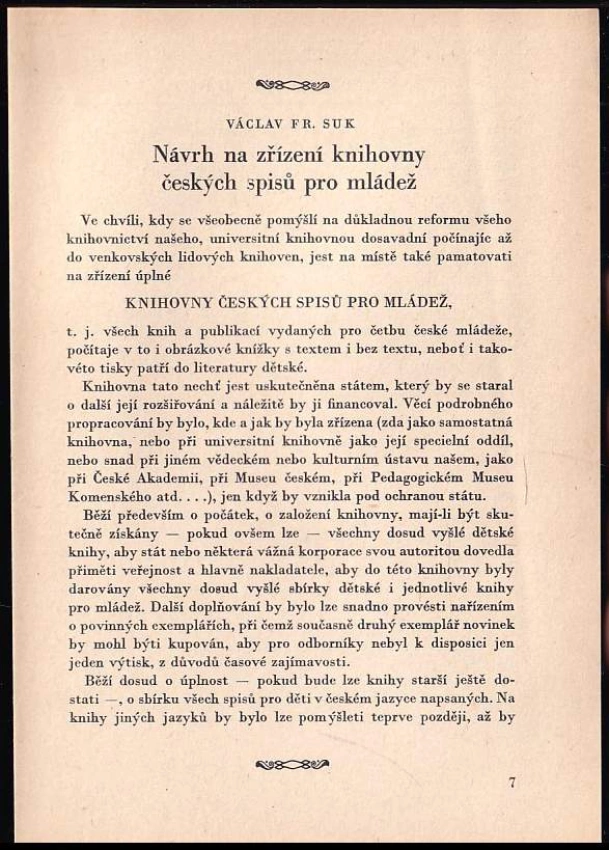 VÁCLAV FR. SUK
Návrh na zřízení knihovny
českých spisů pro mládež
Ve chvíli, kdy se všeobecně pomýšlí na důkladnou reformu všeho
knihovnictví našeho, universitní knihovnou dosavadní počínajíc až
do venkovských lidových knihoven, jest na místě také pamatovati
na zřízení úplné
KNIHOVNY ČESKÝCH SPISŮ PRO MLÁDEŽ,
t. j. všech knih a publikací vydaných pro četbu české mládeže,
počítaje v to i obrázkové knížky s textem i bez textu, neboť i tako-
véto tisky patří do literatury dětské.
Knihovna tato nechť jest uskutečněna státem, který by se staral
o další její rozšiřování a náležitě by ji financoval. Věcí podrobného
propracování by bylo, kde a jak by byla zřízena (zda jako samostatná
knihovna, nebo při universitní knihovně jako její specielní oddíl,
nebo snad při jiném vědeckém nebo kulturním ústavu našem, jako
při České Akademii, při Museu českém, při Pedagogickém Museu
Komenského atd. . . .), jen když by vznikla pod ochranou státu.
Běží především o počátek, o založení knihovny, mají-li být sku-
tečně získány — pokud ovšem lze — všechny dosud vyšlé dětské
knihy, aby stát nebo některá vážná korporace svou autoritou dovedla
přiměti veřejnost a hlavně nakladatele, aby do této knihovny byly
darovány všechny dosud vyšlé sbírky dětské i jednotlivé knihy
pro mládež. Další doplňování by bylo lze snadno provésti nařízením
o povinných exemplářích, při čemž současně druhý exemplář novinek
by mohl býti kupován, aby pro odborníky nebyl k disposici jen
jeden výtisk, z důvodů časové zajímavosti.
Běží dosud o úplnost — pokud bude lze knihy starší ještě do-
stati —, o sbírku všech spisů pro děti v českém jazyce napsaných. Na
knihy jiných jazyků by bylo lze pomýšleti teprve později, až by
7